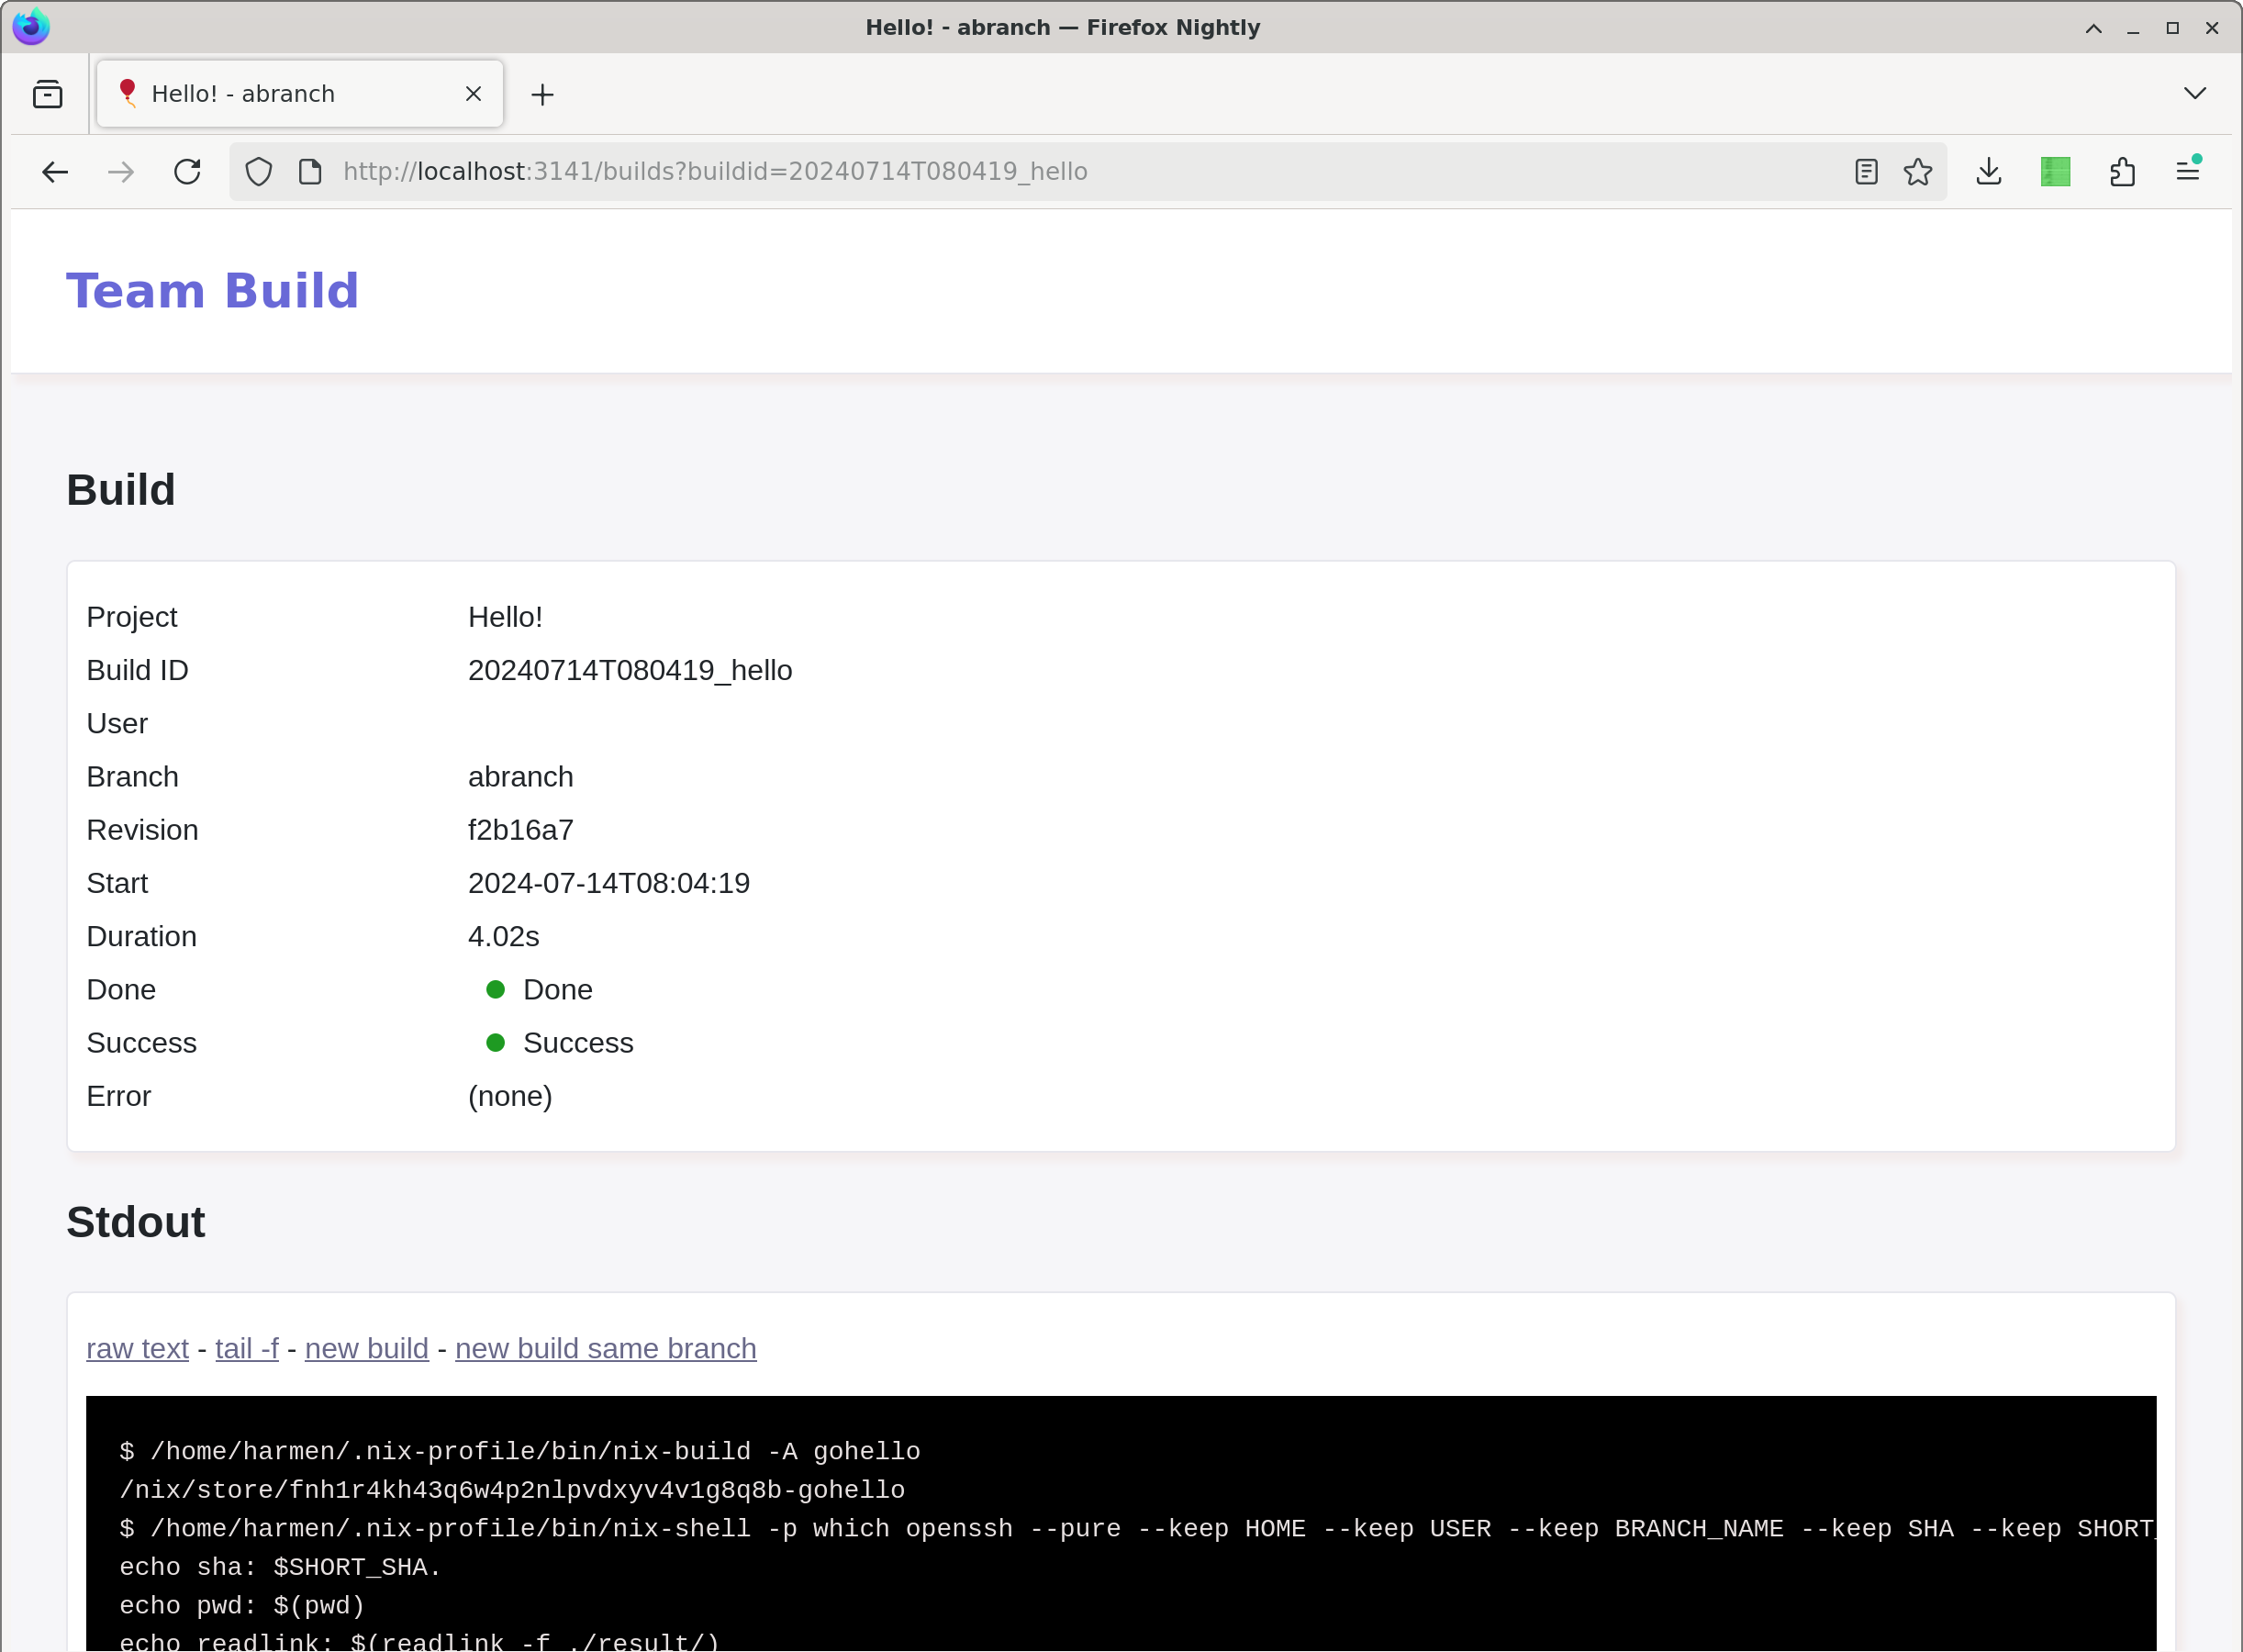 Hello! - abranch — Firefox Nightly
Hello! - abranch
http://localhost:3141/builds?buildid=20240714T080419_hello
Team Build
Build
Project Hello!
Build ID 20240714T080419_hello
User
Branch abranch
Revision f2b16a7
Start 2024-07-14T08:04:19
Duration 4.02s
Done Done
Success Success
Error (none)
Stdout
raw text - tail -f - new build - new build same branch
$ /home/harmen/.nix-profile/bin/nix-build -A gohello
/nix/store/fnh1r4kh43q6w4p2nlpvdxyv4v1g8q8b-gohello
$ /home/harmen/.nix-profile/bin/nix-shell -p which openssh --pure --keep HOME --keep USER --keep BRANCH_NAME --keep SHA --keep SHORT_
echo sha: $SHORT_SHA.
echo pwd: $(pwd)
echo readlink: $(readlink -f ./result/)